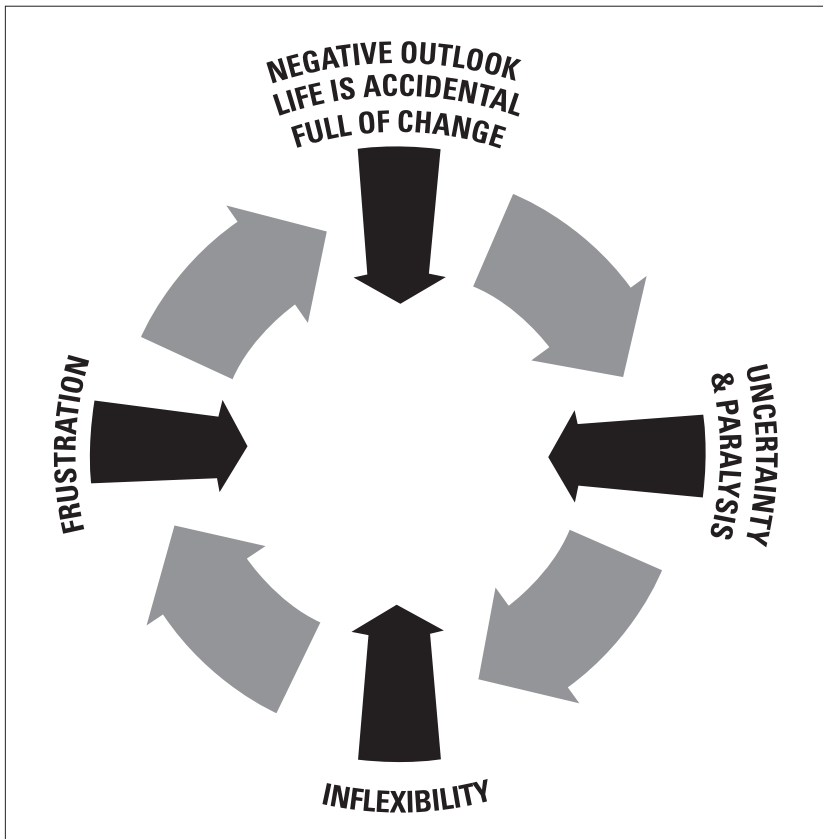 NEGATIVE OUTLOOK
LIFE IS ACCIDENTAL
FULL OF CHANGE
UNCERTAINTY
& PARALYSIS
INFLEXIBILITY
FRUSTRATION